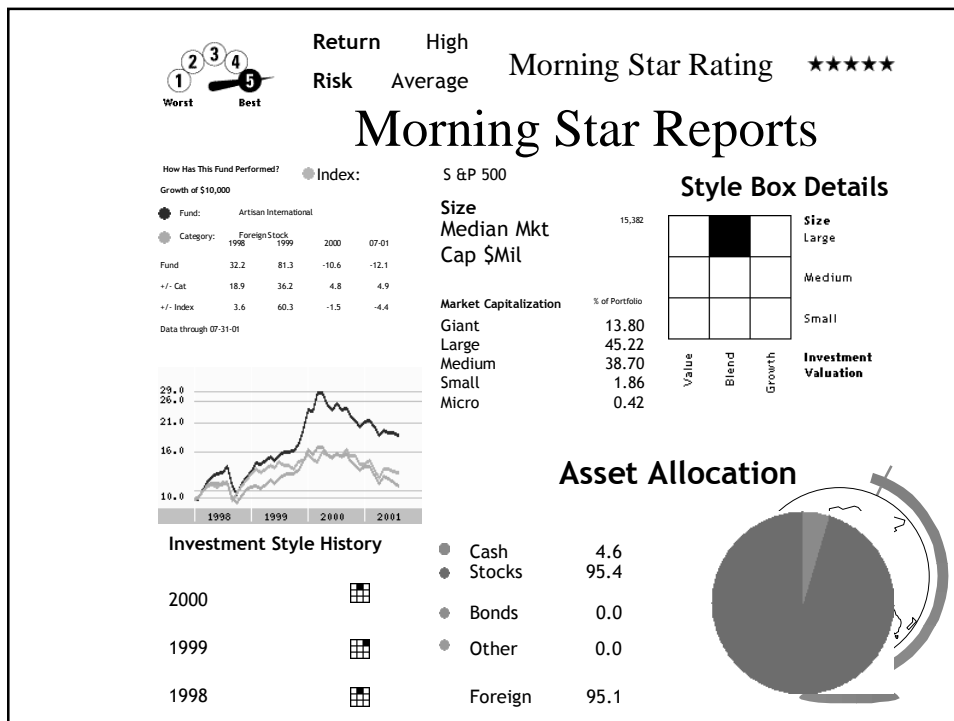 1 2 3 4 5
Worst Best
Return High
Risk Average
Morning Star Rating ★★★★★
Morning Star Reports
How Has This Fund Performed?
Index: S &P 500
Growth of $10,000
Fund: Artisan International
Category: Foreign Stock
1998 1999 2000 07-01
Fund 32.2 81.3 -10.6 -12.1
+/- Cat 18.9 36.2 4.8 4.9
+/- Index 3.6 60.3 -1.5 -4.4
Data through 07-31-01
Size
Median Mkt 15,382
Cap $Mil
Market Capitalization % of Portfolio
Giant 13.80
Large 45.22
Medium 38.70
Small 1.86
Micro 0.42
Style Box Details
Size
Large
Medium
Small
Value Blend Growth
Investment
Valuation
29.0
26.0
21.0
16.0
10.0
1998 1999 2000 2001
Investment Style History
2000
1999
1998
Asset Allocation
Cash 4.6
Stocks 95.4
Bonds 0.0
Other 0.0
Foreign 95.1